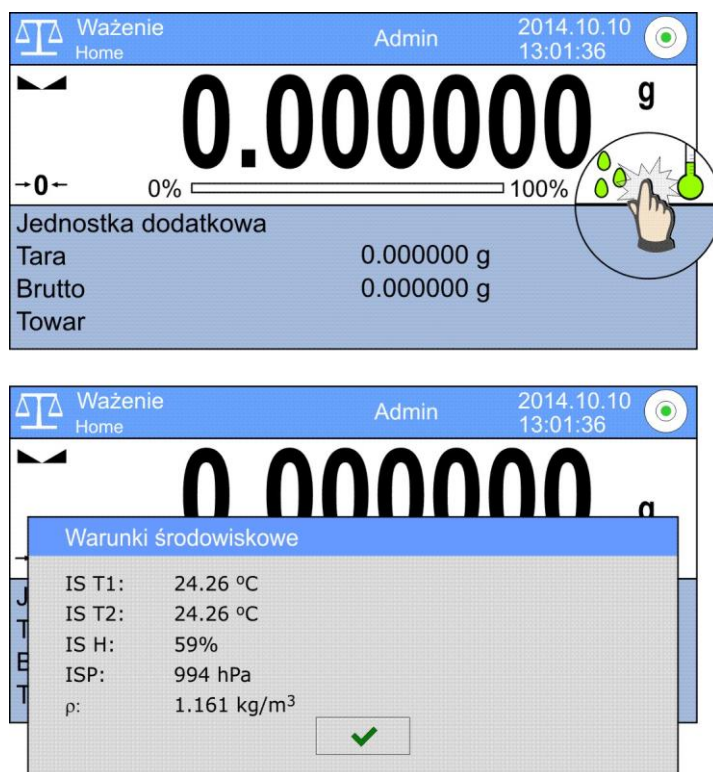 Ważenie
Home
Admin
2014.10.10
13:01:36
0.000000 g
→0←
0% 100%
Jednostka dodatkowa
Tara 0.000000 g
Brutto 0.000000 g
Towar
Ważenie
Home
Admin
2014.10.10
13:01:36
0.000000 g
Warunki środowiskowe
IS T1: 24.26 ºC
IS T2: 24.26 ºC
IS H: 59%
ISP: 994 hPa
ρ: 1.161 kg/m³
J
T
B
T